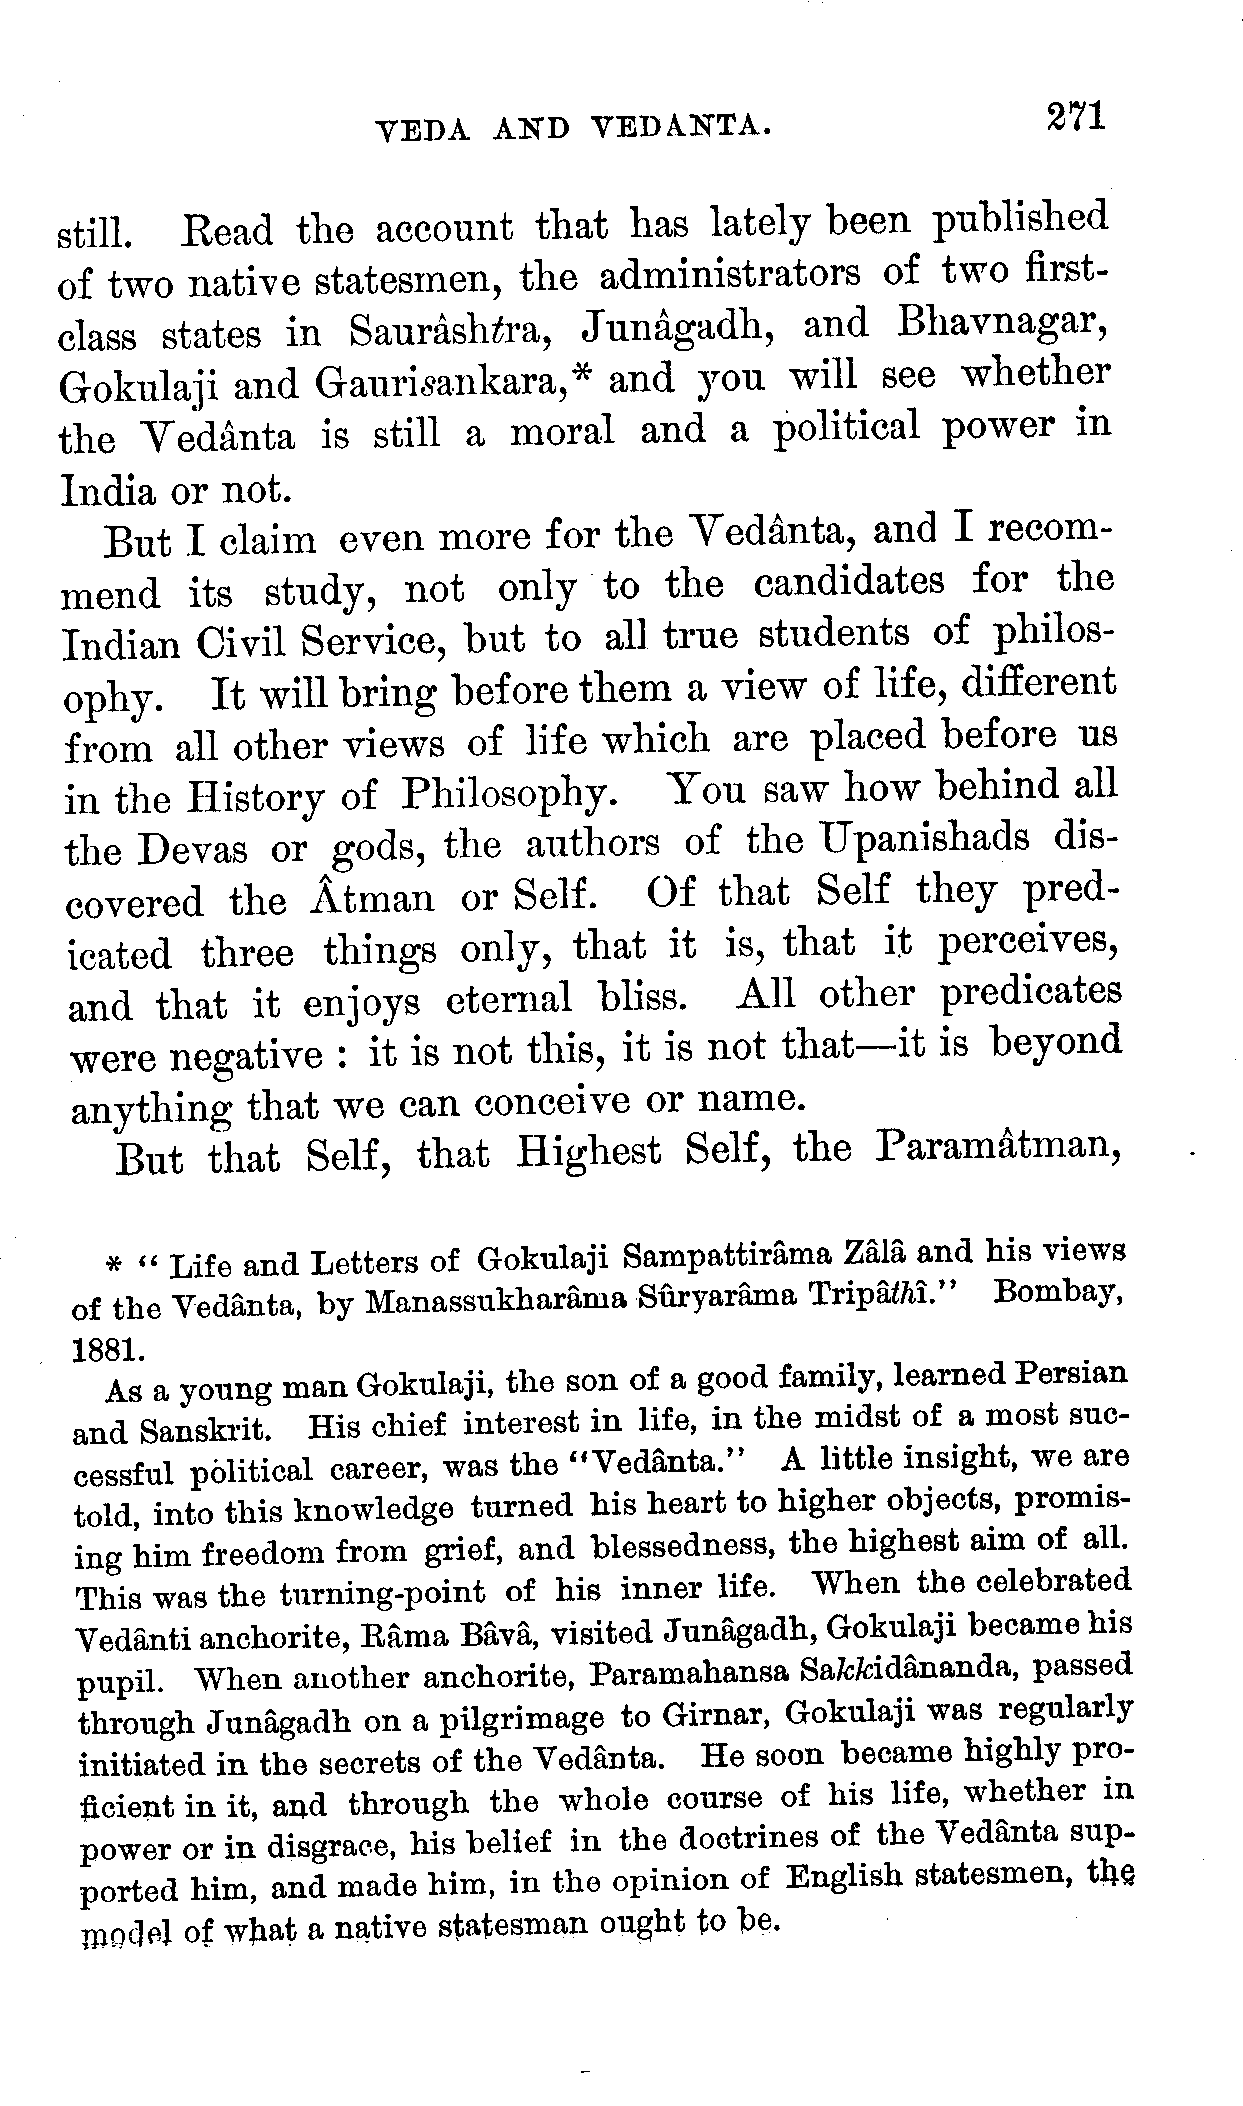 VEDA AND VEDANTA. 271
still. Read the account that has lately been published
of two native statesmen, the administrators of two first-
class states in Saurâshtra, Junâgadh, and Bhavnagar,
Gokulaji and Gaurisankara,* and you will see whether
the Vedânta is still a moral and a political power in
India or not.
But I claim even more for the Vedânta, and I recom-
mend its study, not only to the candidates for the
Indian Civil Service, but to all true students of philos-
ophy. It will bring before them a view of life, different
from all other views of life which are placed before us
in the History of Philosophy. You saw how behind all
the Devas or gods, the authors of the Upanishads dis-
covered the Âtman or Self. Of that Self they pred-
icated three things only, that it is, that it perceives,
and that it enjoys eternal bliss. All other predicates
were negative : it is not this, it is not that—it is beyond
anything that we can conceive or name.
But that Self, that Highest Self, the Paramâtman,
* “ Life and Letters of Gokulaji Sampattirâma Zâlâ and his views
of the Vedânta, by Manassukharâma Sûryarâma Tripâthî.” Bombay,
1881.
As a young man Gokulaji, the son of a good family, learned Persian
and Sanskrit. His chief interest in life, in the midst of a most suc-
cessful political career, was the “Vedânta.” A little insight, we are
told, into this knowledge turned his heart to higher objects, promis-
ing him freedom from grief, and blessedness, the highest aim of all.
This was the turning-point of his inner life. When the celebrated
Vedânti anchorite, Râma Bâvâ, visited Junâgadh, Gokulaji became his
pupil. When another anchorite, Paramahansa Sakkidânanda, passed
through Junâgadh on a pilgrimage to Girnar, Gokulaji was regularly
initiated in the secrets of the Vedânta. He soon became highly pro-
ficient in it, and through the whole course of his life, whether in
power or in disgrace, his belief in the doctrines of the Vedânta sup-
ported him, and made him, in the opinion of English statesmen, the
model of what a native statesman ought to be.